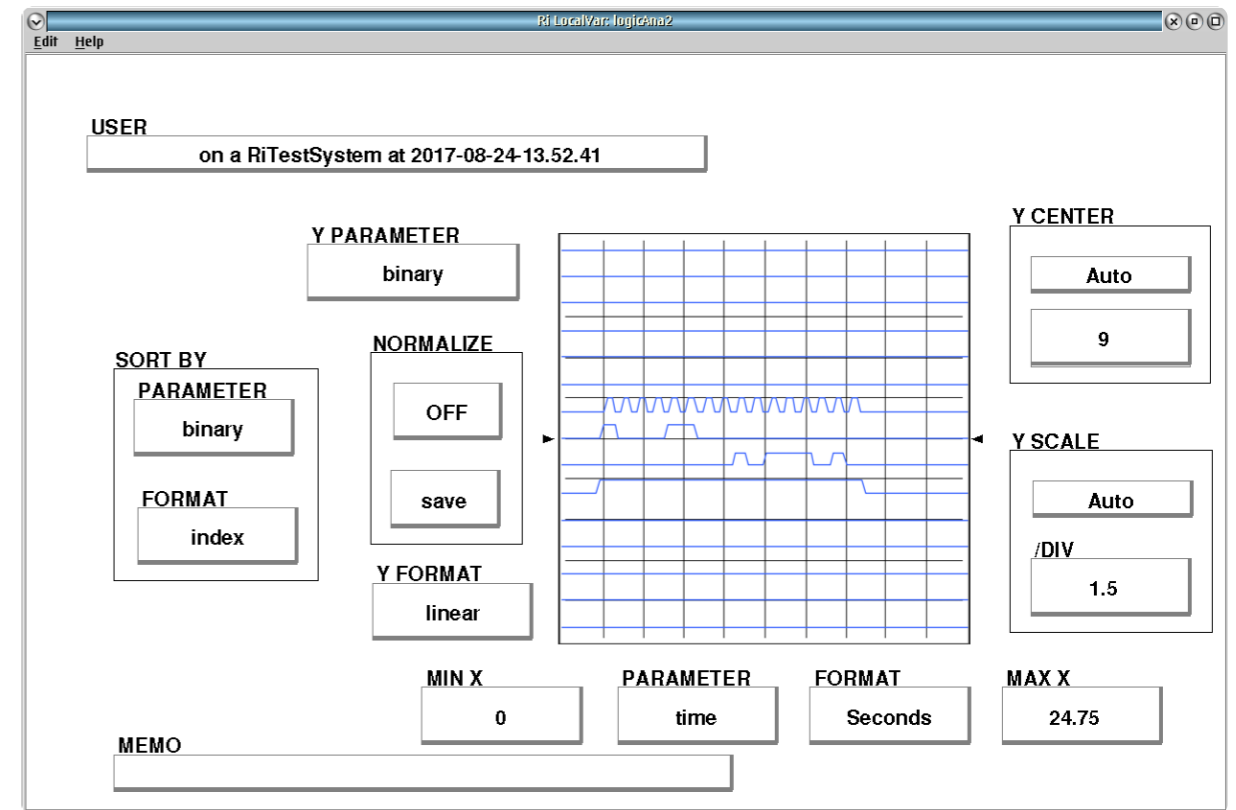 Ri LocalVar: logicAna2
Edit Help
USER
on a RiTestSystem at 2017-08-24-13.52.41
Y PARAMETER
binary
Y CENTER
Auto
9
SORT BY
PARAMETER
binary
FORMAT
index
NORMALIZE
OFF
save
Y FORMAT
linear
Y SCALE
Auto
/DIV
1.5
MIN X
0
PARAMETER
time
FORMAT
Seconds
MAX X
24.75
MEMO